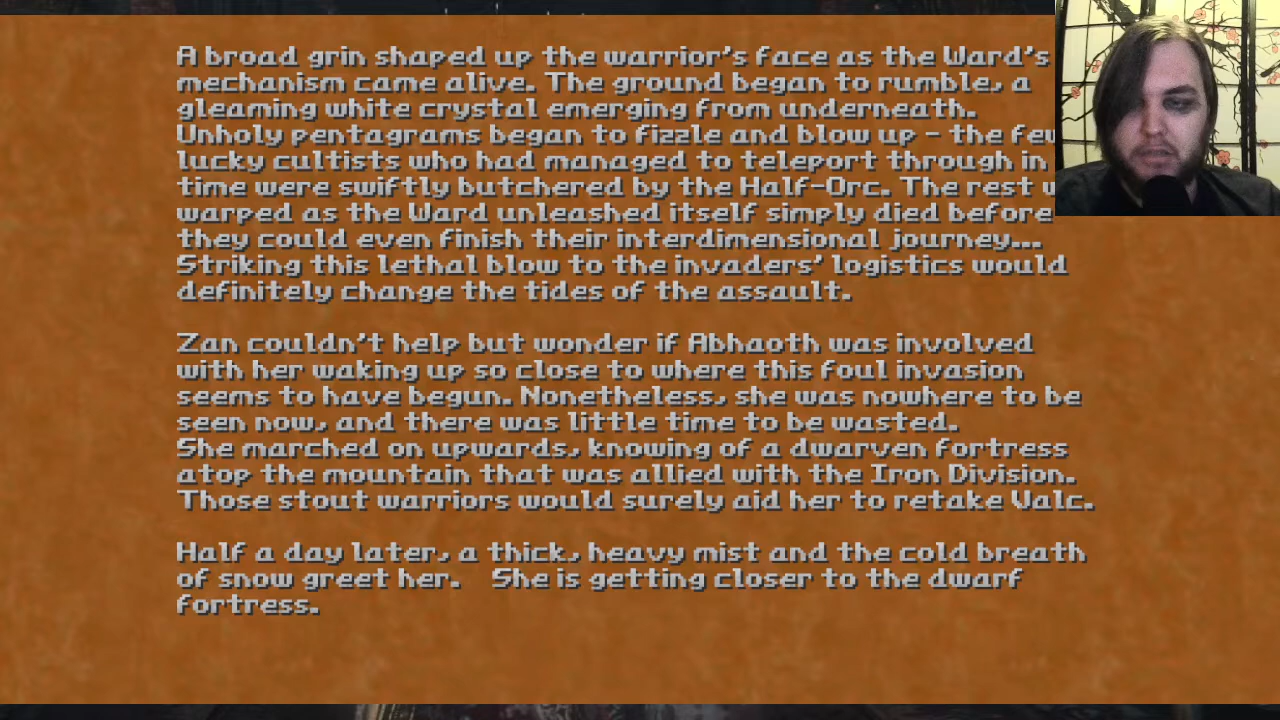 A broad grin shaped up the warrior's face as the Ward's
mechanism came alive. The ground began to rumble, a
gleaming white crystal emerging from underneath.
Unholy pentagrams began to fizzle and blow up - the
lucky cultists who had managed to teleport through in
time were swiftly butchered by the Half-Orc. The rest
warped as the Ward unleashed itself simply died before
they could even finish their interdimensional journey...
Striking this lethal blow to the invaders' logistics would
definitely change the tides of the assault.
Zan couldn't help but wonder if Abhaoth was involved
with her waking up so close to where this foul invasion
seems to have begun. Nonetheless, she was nowhere to be
seen now, and there was little time to be wasted.
She marched on upwards, knowing of a dwarven fortress
atop the mountain that was allied with the Iron Division.
Those stout warriors would surely aid her to retake Valc.
Half a day later, a thick, heavy mist and the cold breath
of snow greet her. She is getting closer to the dwarf
fortress.